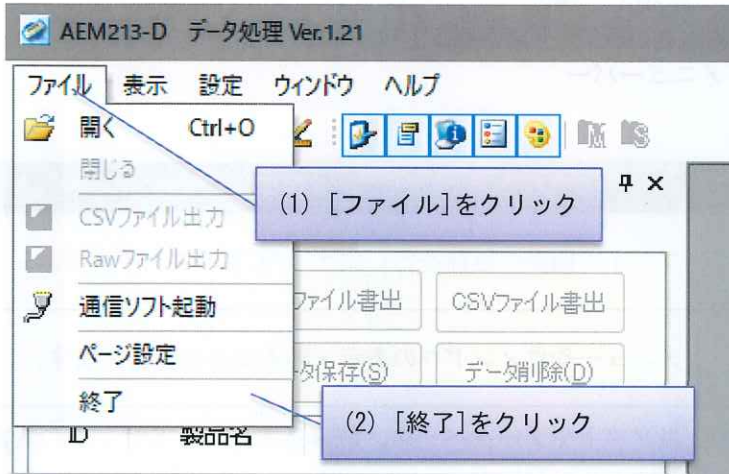 AEM213-D データ処理 Ver.1.21
ファイル 表示 設定 ウィンドウ ヘルプ
開く Ctrl+O
閉じる
(1) [ファイル]をクリック
CSVファイル出力
Rawファイル出力
通信ソフト起動
ファイル書出 CSVファイル書出
ページ設定
タ保存(S) データ削除(D)
終了
(2) [終了]をクリック
ID 製品名